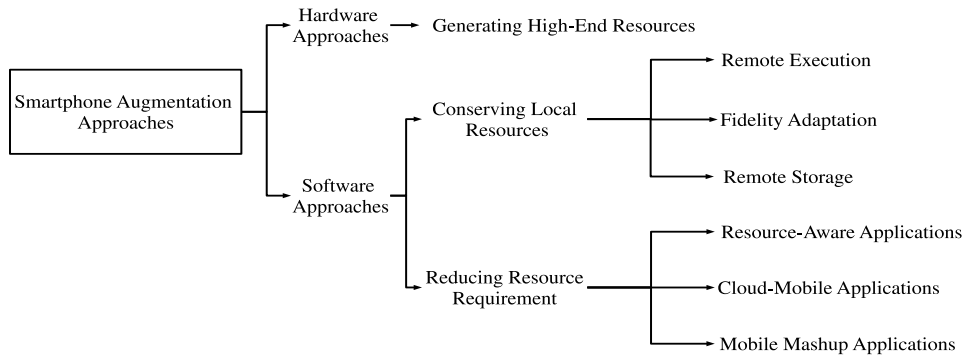 Hardware
Approaches
Generating High-End Resources
Smartphone Augmentation
Approaches
Software
Approaches
Conserving Local
Resources
Remote Execution
Fidelity Adaptation
Remote Storage
Reducing Resource
Requirement
Resource-Aware Applications
Cloud-Mobile Applications
Mobile Mashup Applications